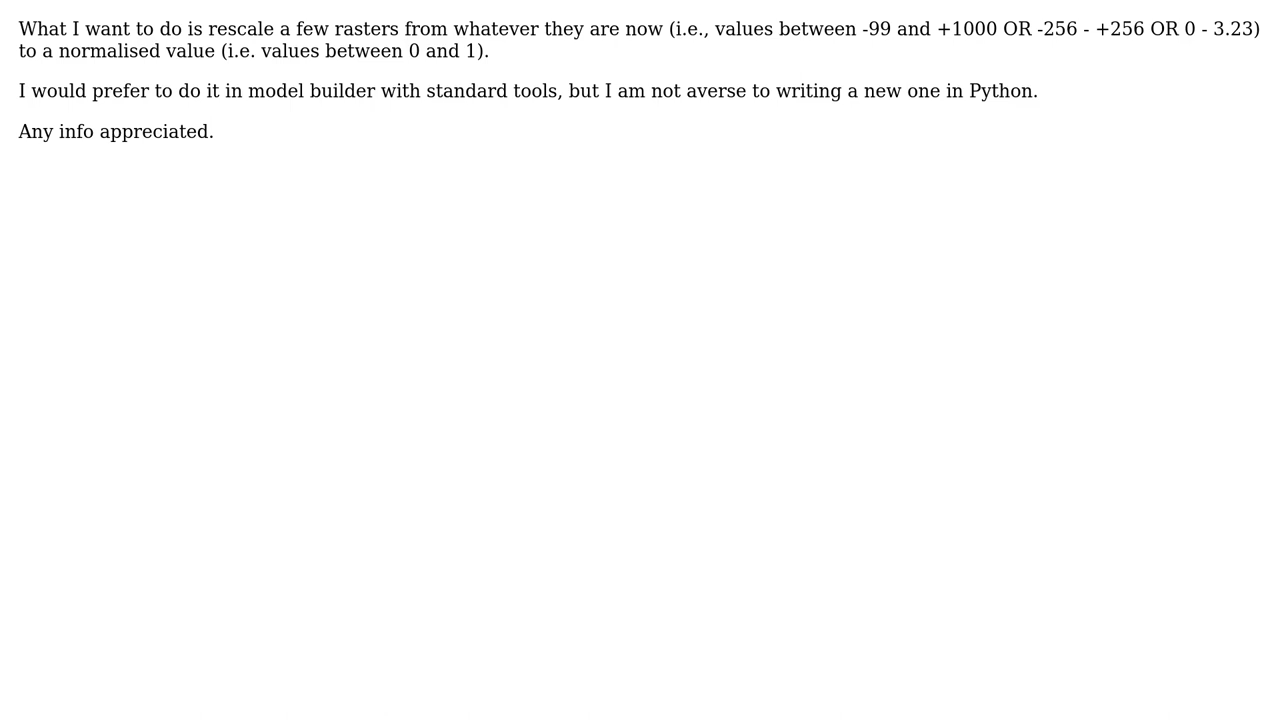 What I want to do is rescale a few rasters from whatever they are now (i.e., values between -99 and +1000 OR -256 - +256 OR 0 - 3.23)
to a normalised value (i.e. values between 0 and 1).
I would prefer to do it in model builder with standard tools, but I am not averse to writing a new one in Python.
Any info appreciated.